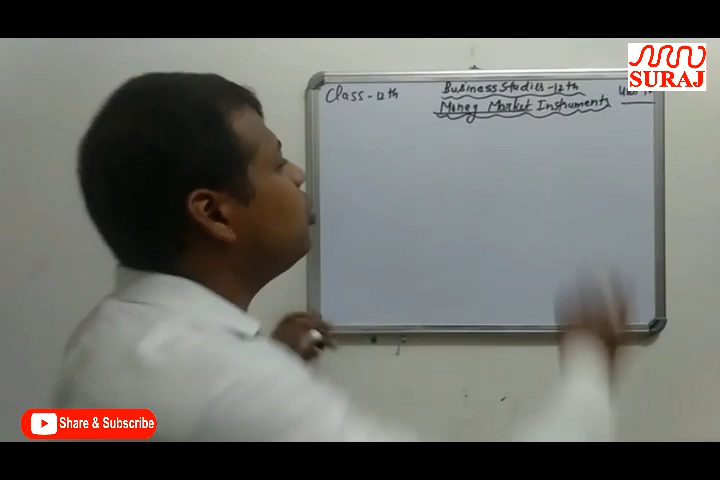 SURAJ
Class-12th
Business Studies-12th
Money Market Instruments
Share & Subscribe